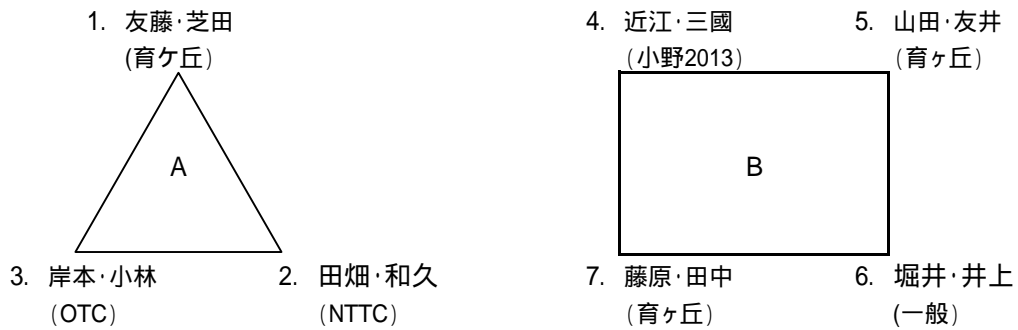 1. 友藤・芝田
(育ケ丘)
4. 近江・三國
(小野2013)
5. 山田・友井
(育ヶ丘)
A
B
3. 岸本・小林
(OTC)
2. 田畑・和久
(NTTC)
7. 藤原・田中
(育ヶ丘)
6. 堀井・井上
(一般)